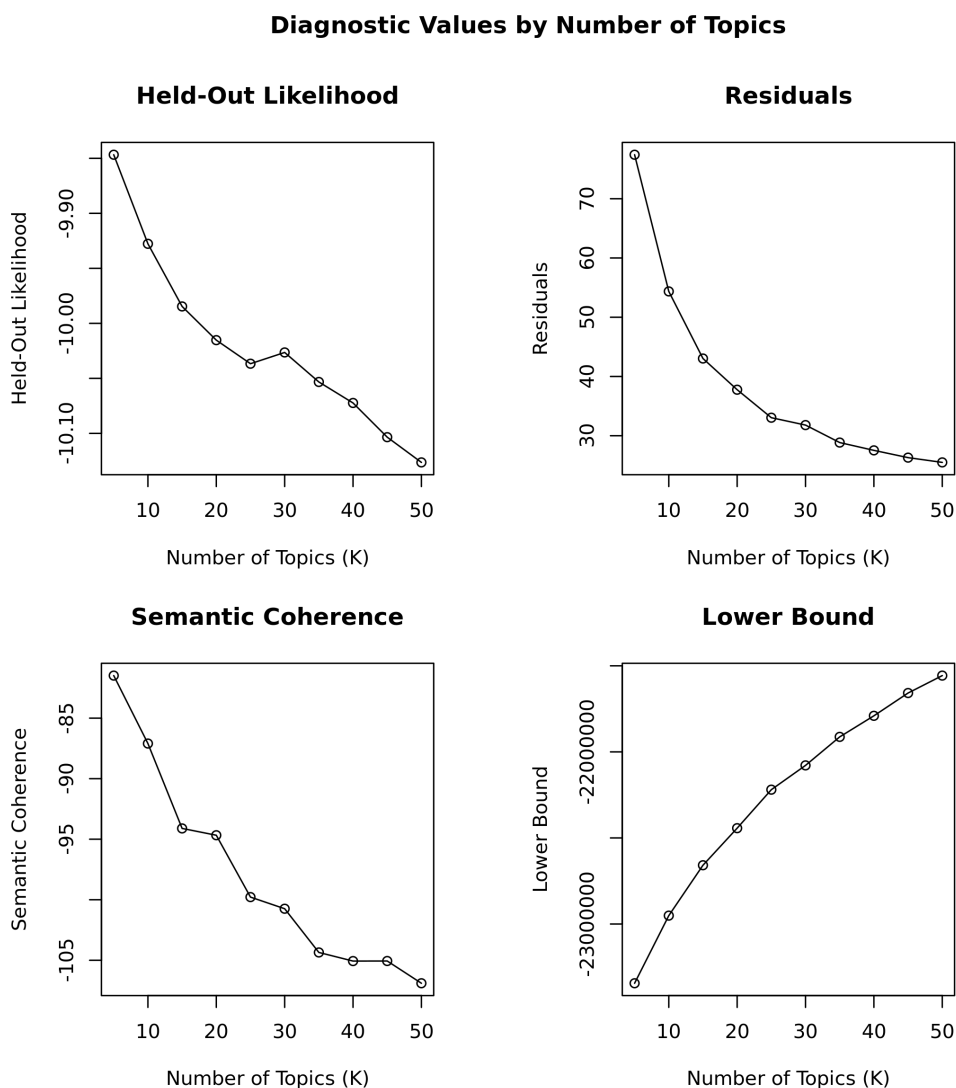 Diagnostic Values by Number of Topics
Held-Out Likelihood
Held-Out Likelihood
-9.90
-10.00
-10.10
10 20 30 40 50
Number of Topics (K)
Residuals
Residuals
70
60
50
40
30
10 20 30 40 50
Number of Topics (K)
Semantic Coherence
Semantic Coherence
-85
-90
-95
-105
10 20 30 40 50
Number of Topics (K)
Lower Bound
Lower Bound
-22000000
-23000000
10 20 30 40 50
Number of Topics (K)